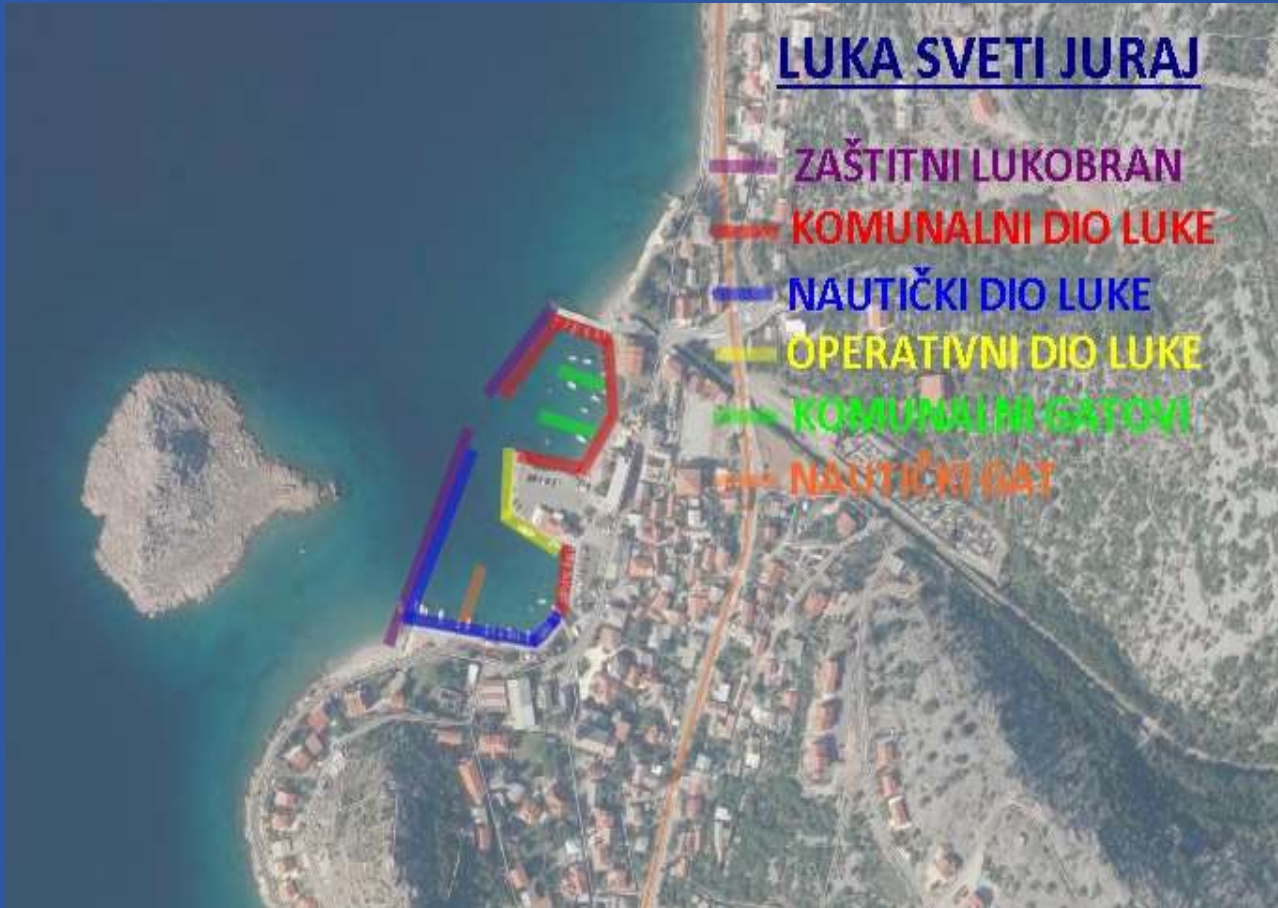 LUKA SVETI JURAJ
ZAŠTITNI LUKOBRAN
KOMUNALNI DIO LUKE
NAUTIČKI DIO LUKE
OPERATIVNI DIO LUKE
KOMUNALNI GATOVI
NAUTIČKI GAT